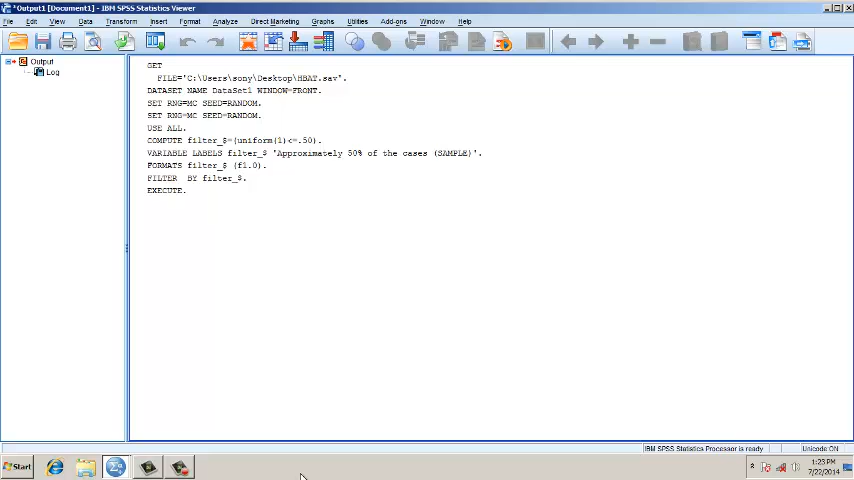 *Output1 [Document1] - IBM SPSS Statistics Viewer
File Edit View Data Transform Insert Format Analyze Direct Marketing Graphs Utilities Add-ons Window Help
Output
Log
GET
FILE='C:\Users\sony\Desktop\HBAT.sav'.
DATASET NAME DataSet1 WINDOW=FRONT.
SET RNG=MC SEED=RANDOM.
SET RNG=MC SEED=RANDOM.
USE ALL.
COMPUTE filter_$=(uniform(1)<=.50).
VARIABLE LABELS filter_$ 'Approximately 50% of the cases (SAMPLE)'.
FORMATS filter_$ (f1.0).
FILTER BY filter_$.
EXECUTE.
IBM SPSS Statistics Processor is ready
Unicode:ON
Start
1:23 PM
7/22/2014